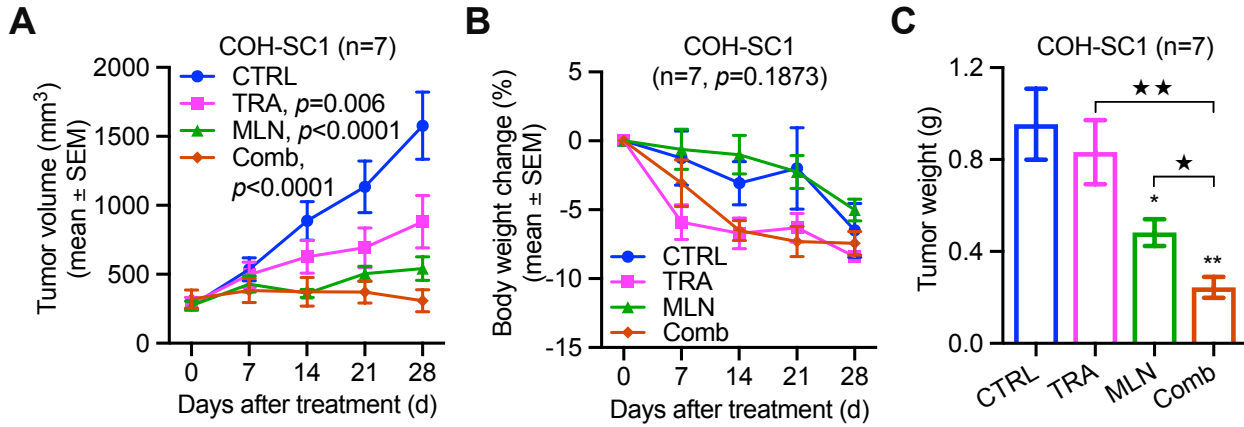 A
COH-SC1 (n=7)
CTRL
TRA, p=0.006
MLN, p<0.0001
Comb,
p<0.0001
Tumor volume (mm³)
(mean ± SEM)
2000
1500
1000
500
0
0 7 14 21 28
Days after treatment (d)
B
COH-SC1
(n=7, p=0.1873)
Body weight change (%)
(mean ± SEM)
5
0
-5
-10
-15
CTRL
TRA
MLN
Comb
0 7 14 21 28
Days after treatment (d)
C
COH-SC1 (n=7)
Tumor weight (g)
1.2
0.8
0.4
0.0
★★
★
*
**
CTRL TRA MLN Comb